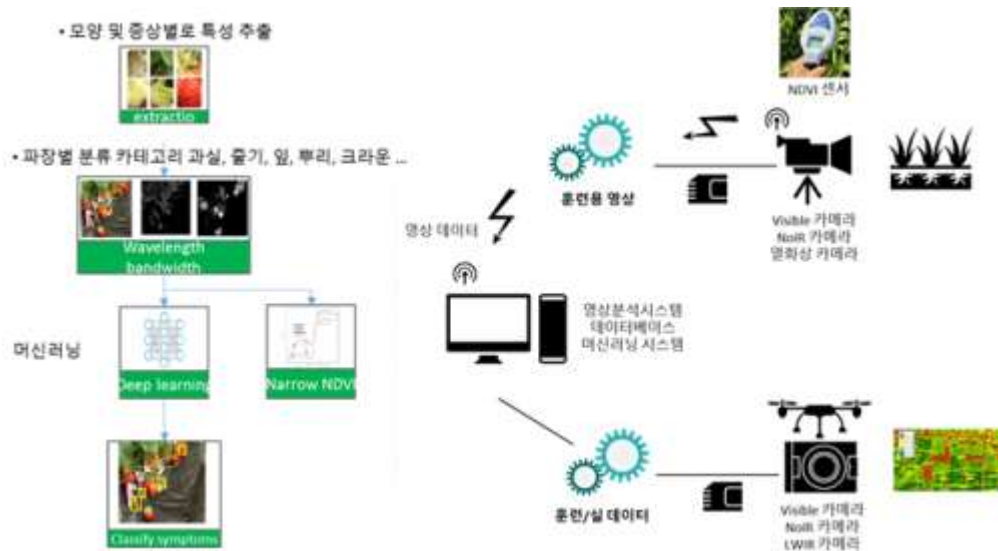 • 모양 및 증상별로 특성 추출
extractio
• 파장별 분류 카테고리 과실, 줄기, 잎, 뿌리, 크라운 ...
Wavelength
bandwidth
머신러닝
Deep learning
Narrow NDVI
Classify symptoms
NDVI 센서
훈련용 영상
Visible 카메라
NoIR 카메라
열화상 카메라
영상 데이터
영상분석시스템
데이터베이스
머신러닝 시스템
훈련/실 데이터
Visible 카메라
NoIR 카메라
LWIR 카메라